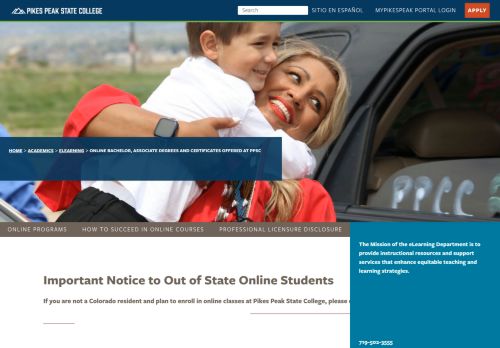 PIKES PEAK STATE COLLEGE
Search
SITIO EN ESPAÑOL
MYPIKESPEAK PORTAL LOGIN
APPLY
HOME > ACADEMICS > ELEARNING > ONLINE BACHELOR, ASSOCIATE DEGREES AND CERTIFICATES OFFERED AT PPSC
PPCC
ONLINE PROGRAMS
HOW TO SUCCEED IN ONLINE COURSES
PROFESSIONAL LICENSURE DISCLOSURE
The Mission of the eLearning Department is to
provide instructional resources and support
services that enhance equitable teaching and
learning strategies.
719-502-3555
Important Notice to Out of State Online Students
If you are not a Colorado resident and plan to enroll in online classes at Pikes Peak State College, please